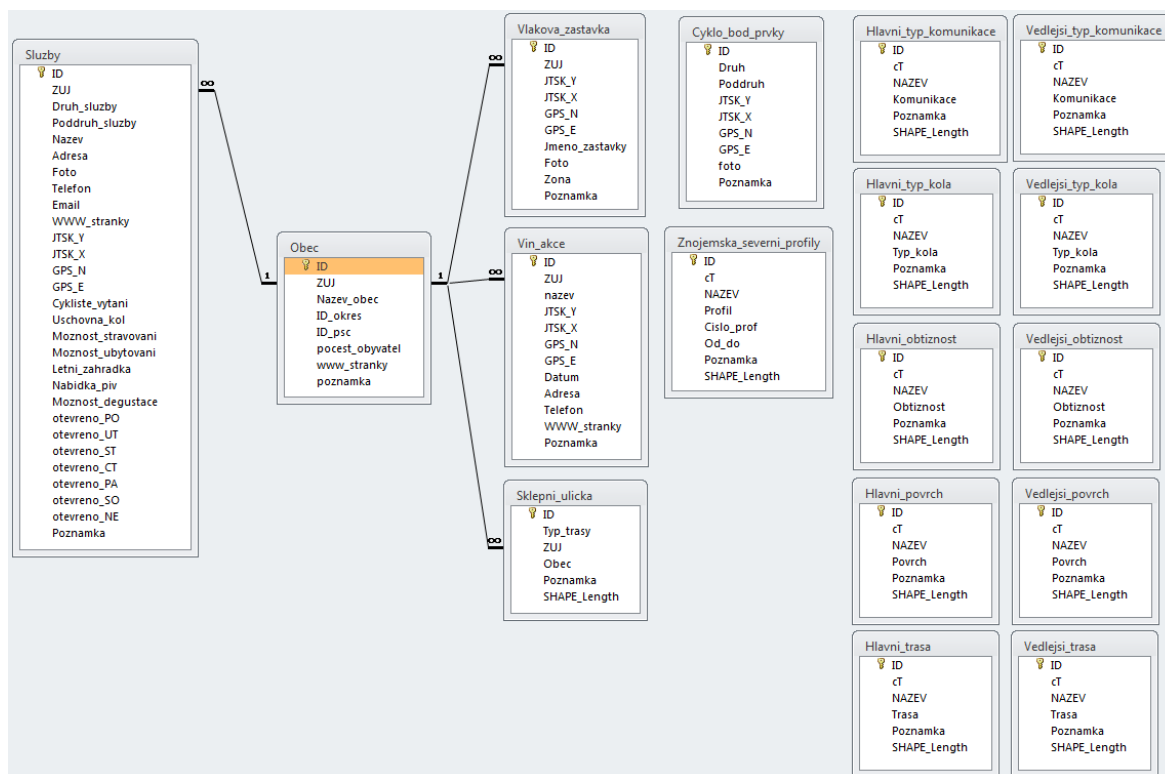 Sluzby
ID
ZUJ
Druh_sluzby
Poddruh_sluzby
Nazev
Adresa
Foto
Telefon
Email
WWW_stranky
JTSK_Y
JTSK_X
GPS_N
GPS_E
Cykliste_vytani
Uschovna_kol
Moznost_stravovani
Moznost_ubytovani
Letni_zahradka
Nabidka_piv
Moznost_degustace
otevreno_PO
otevreno_UT
otevreno_ST
otevreno_CT
otevreno_PA
otevreno_SO
otevreno_NE
Poznamka
∞
1
Obec
ID
ZUJ
Nazev_obec
ID_okres
ID_psc
pocest_obyvatel
www_stranky
poznamka
1
∞
∞
∞
Vlakova_zastavka
ID
ZUJ
JTSK_Y
JTSK_X
GPS_N
GPS_E
Jmeno_zastavky
Foto
Zona
Poznamka
Vin_akce
ID
ZUJ
nazev
JTSK_Y
JTSK_X
GPS_N
GPS_E
Datum
Adresa
Telefon
WWW_stranky
Poznamka
Sklepni_ulicka
ID
Typ_trasy
ZUJ
Obec
Poznamka
SHAPE_Length
Cyklo_bod_prvky
ID
Druh
Poddruh
JTSK_Y
JTSK_X
GPS_N
GPS_E
foto
Poznamka
Znojemska_severni_profily
ID
cT
NAZEV
Profil
Cislo_prof
Od_do
Poznamka
SHAPE_Length
Hlavni_typ_komunikace
ID
cT
NAZEV
Komunikace
Poznamka
SHAPE_Length
Vedlejsi_typ_komunikace
ID
cT
NAZEV
Komunikace
Poznamka
SHAPE_Length
Hlavni_typ_kola
ID
cT
NAZEV
Typ_kola
Poznamka
SHAPE_Length
Vedlejsi_typ_kola
ID
cT
NAZEV
Typ_kola
Poznamka
SHAPE_Length
Hlavni_obtiznost
ID
cT
NAZEV
Obtiznost
Poznamka
SHAPE_Length
Vedlejsi_obtiznost
ID
cT
NAZEV
Obtiznost
Poznamka
SHAPE_Length
Hlavni_povrch
ID
cT
NAZEV
Povrch
Poznamka
SHAPE_Length
Vedlejsi_povrch
ID
cT
NAZEV
Povrch
Poznamka
SHAPE_Length
Hlavni_trasa
ID
cT
NAZEV
Trasa
Poznamka
SHAPE_Length
Vedlejsi_trasa
ID
cT
NAZEV
Trasa
Poznamka
SHAPE_Length